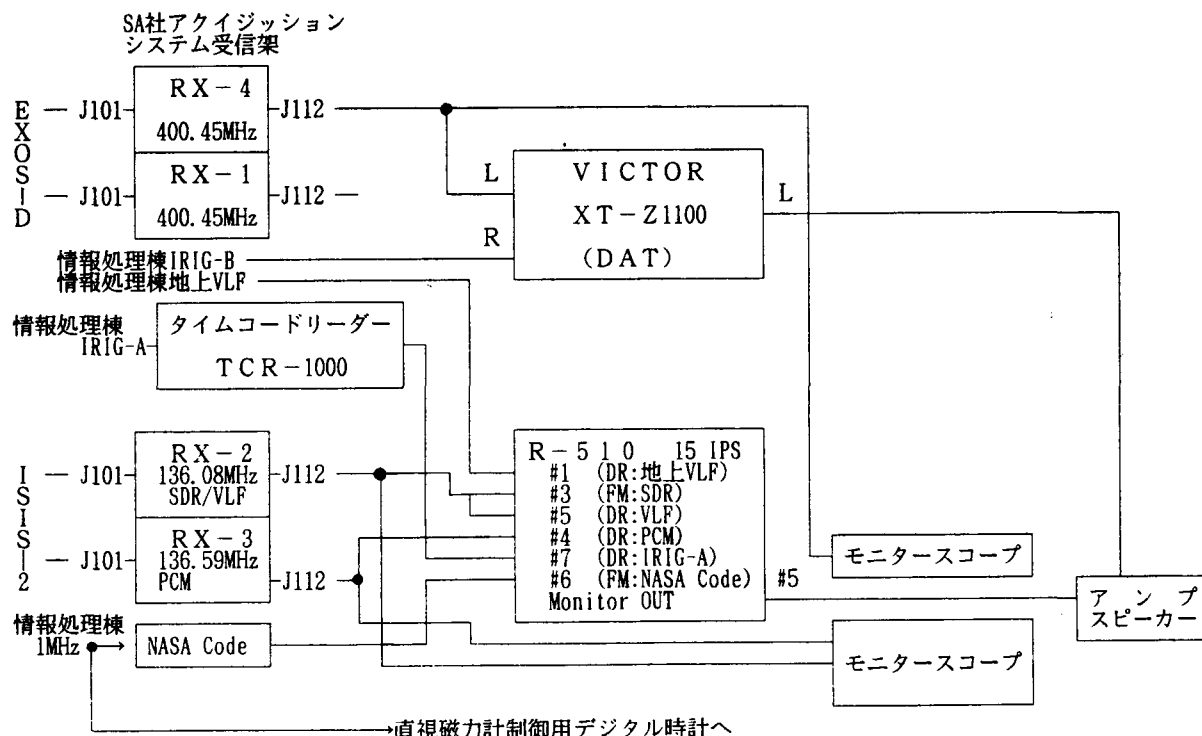 SA社アクイジッション
システム受信架
EXOS-D
J101
RX-4
400.45MHz
J112
J101
RX-1
400.45MHz
J112
L
R
VICTOR
XT-Z1100
(DAT)
L
情報処理棟IRIG-B
情報処理棟地上VLF
情報処理棟
IRIG-A
タイムコードリーダー
TCR-1000
ISIS-2
J101
RX-2
136.08MHz
SDR/VLF
J112
J101
RX-3
136.59MHz
PCM
J112
R-510 15 IPS
#1 (DR:地上VLF)
#3 (FM:SDR)
#5 (DR:VLF)
#4 (DR:PCM)
#7 (DR:IRIG-A)
#6 (FM:NASA Code)
Monitor OUT
#5
モニタースコープ
アンプ
スピーカー
情報処理棟
1MHz
NASA Code
モニタースコープ
直視磁力計制御用デジタル時計へ